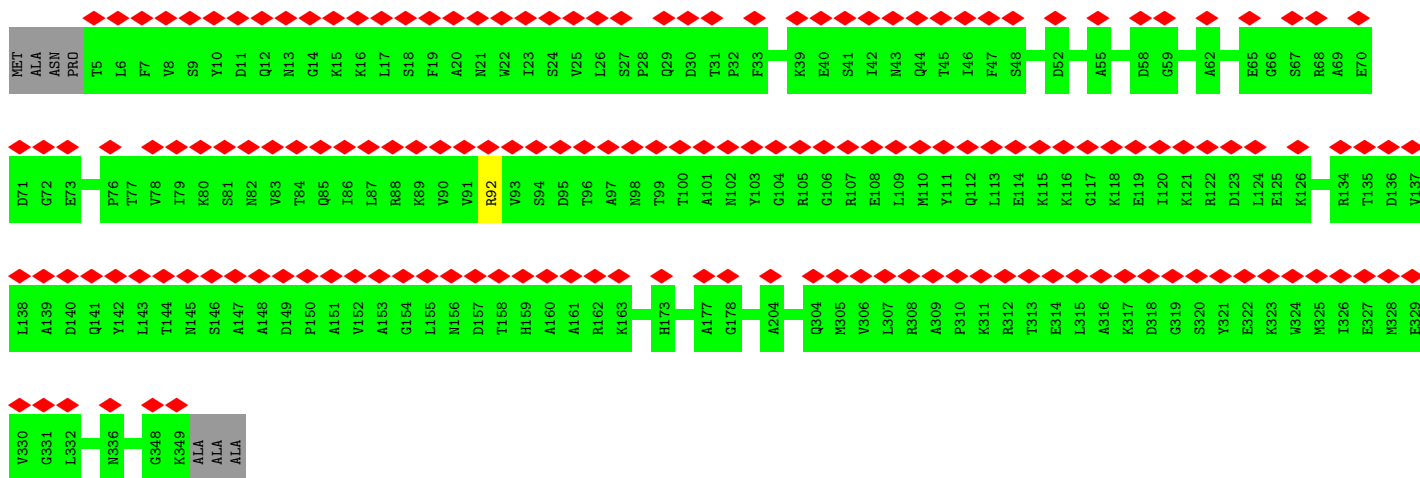 MET ALA ASN PRO T5 L6 F7 V8 S9 Y10 D11 Q12 N13 G14 K15 K16 L17 S18 F19 A20 N21 W22 I23 S24 V25 L26 S27 P28 Q29 D30 T31 P32 F33 K39 E40 S41 I42 N43 Q44 T45 I46 F47 S48 D52 A55 D58 G59 A62 E65 G66 S67 R68 A69 E70
D71 G72 E73 P76 T77 V78 I79 K80 S81 N82 V83 T84 Q85 I86 L87 R88 K89 V90 V91 R92 V93 S94 D95 T96 A97 N98 T99 T100 A101 N102 Y103 G104 R105 G106 R107 E108 L109 M110 Y111 Q112 L113 E114 K115 K116 G117 K118 E119 I120 K121 R122 D123 L124 E125 K126 R134 T135 D136 V137
L138 A139 D140 Q141 Y142 L143 T144 N145 S146 A147 A148 D149 P150 A151 V152 A153 G154 L155 N156 D157 T158 H159 A160 A161 R162 K163 H173 A177 G178 A204 Q304 M305 V306 L307 R308 A309 P310 K311 R312 T313 E314 L315 A316 K317 D318 G319 S320 Y321 E322 K323 W324 M325 I326 E327 M328 E329
V330 G331 L332 N336 G348 K349 ALA ALA ALA